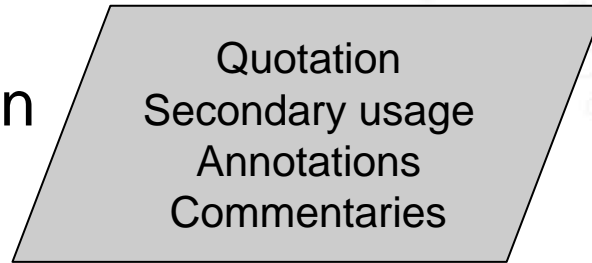 Quotation
n Secondary usage
Annotations
Commentaries